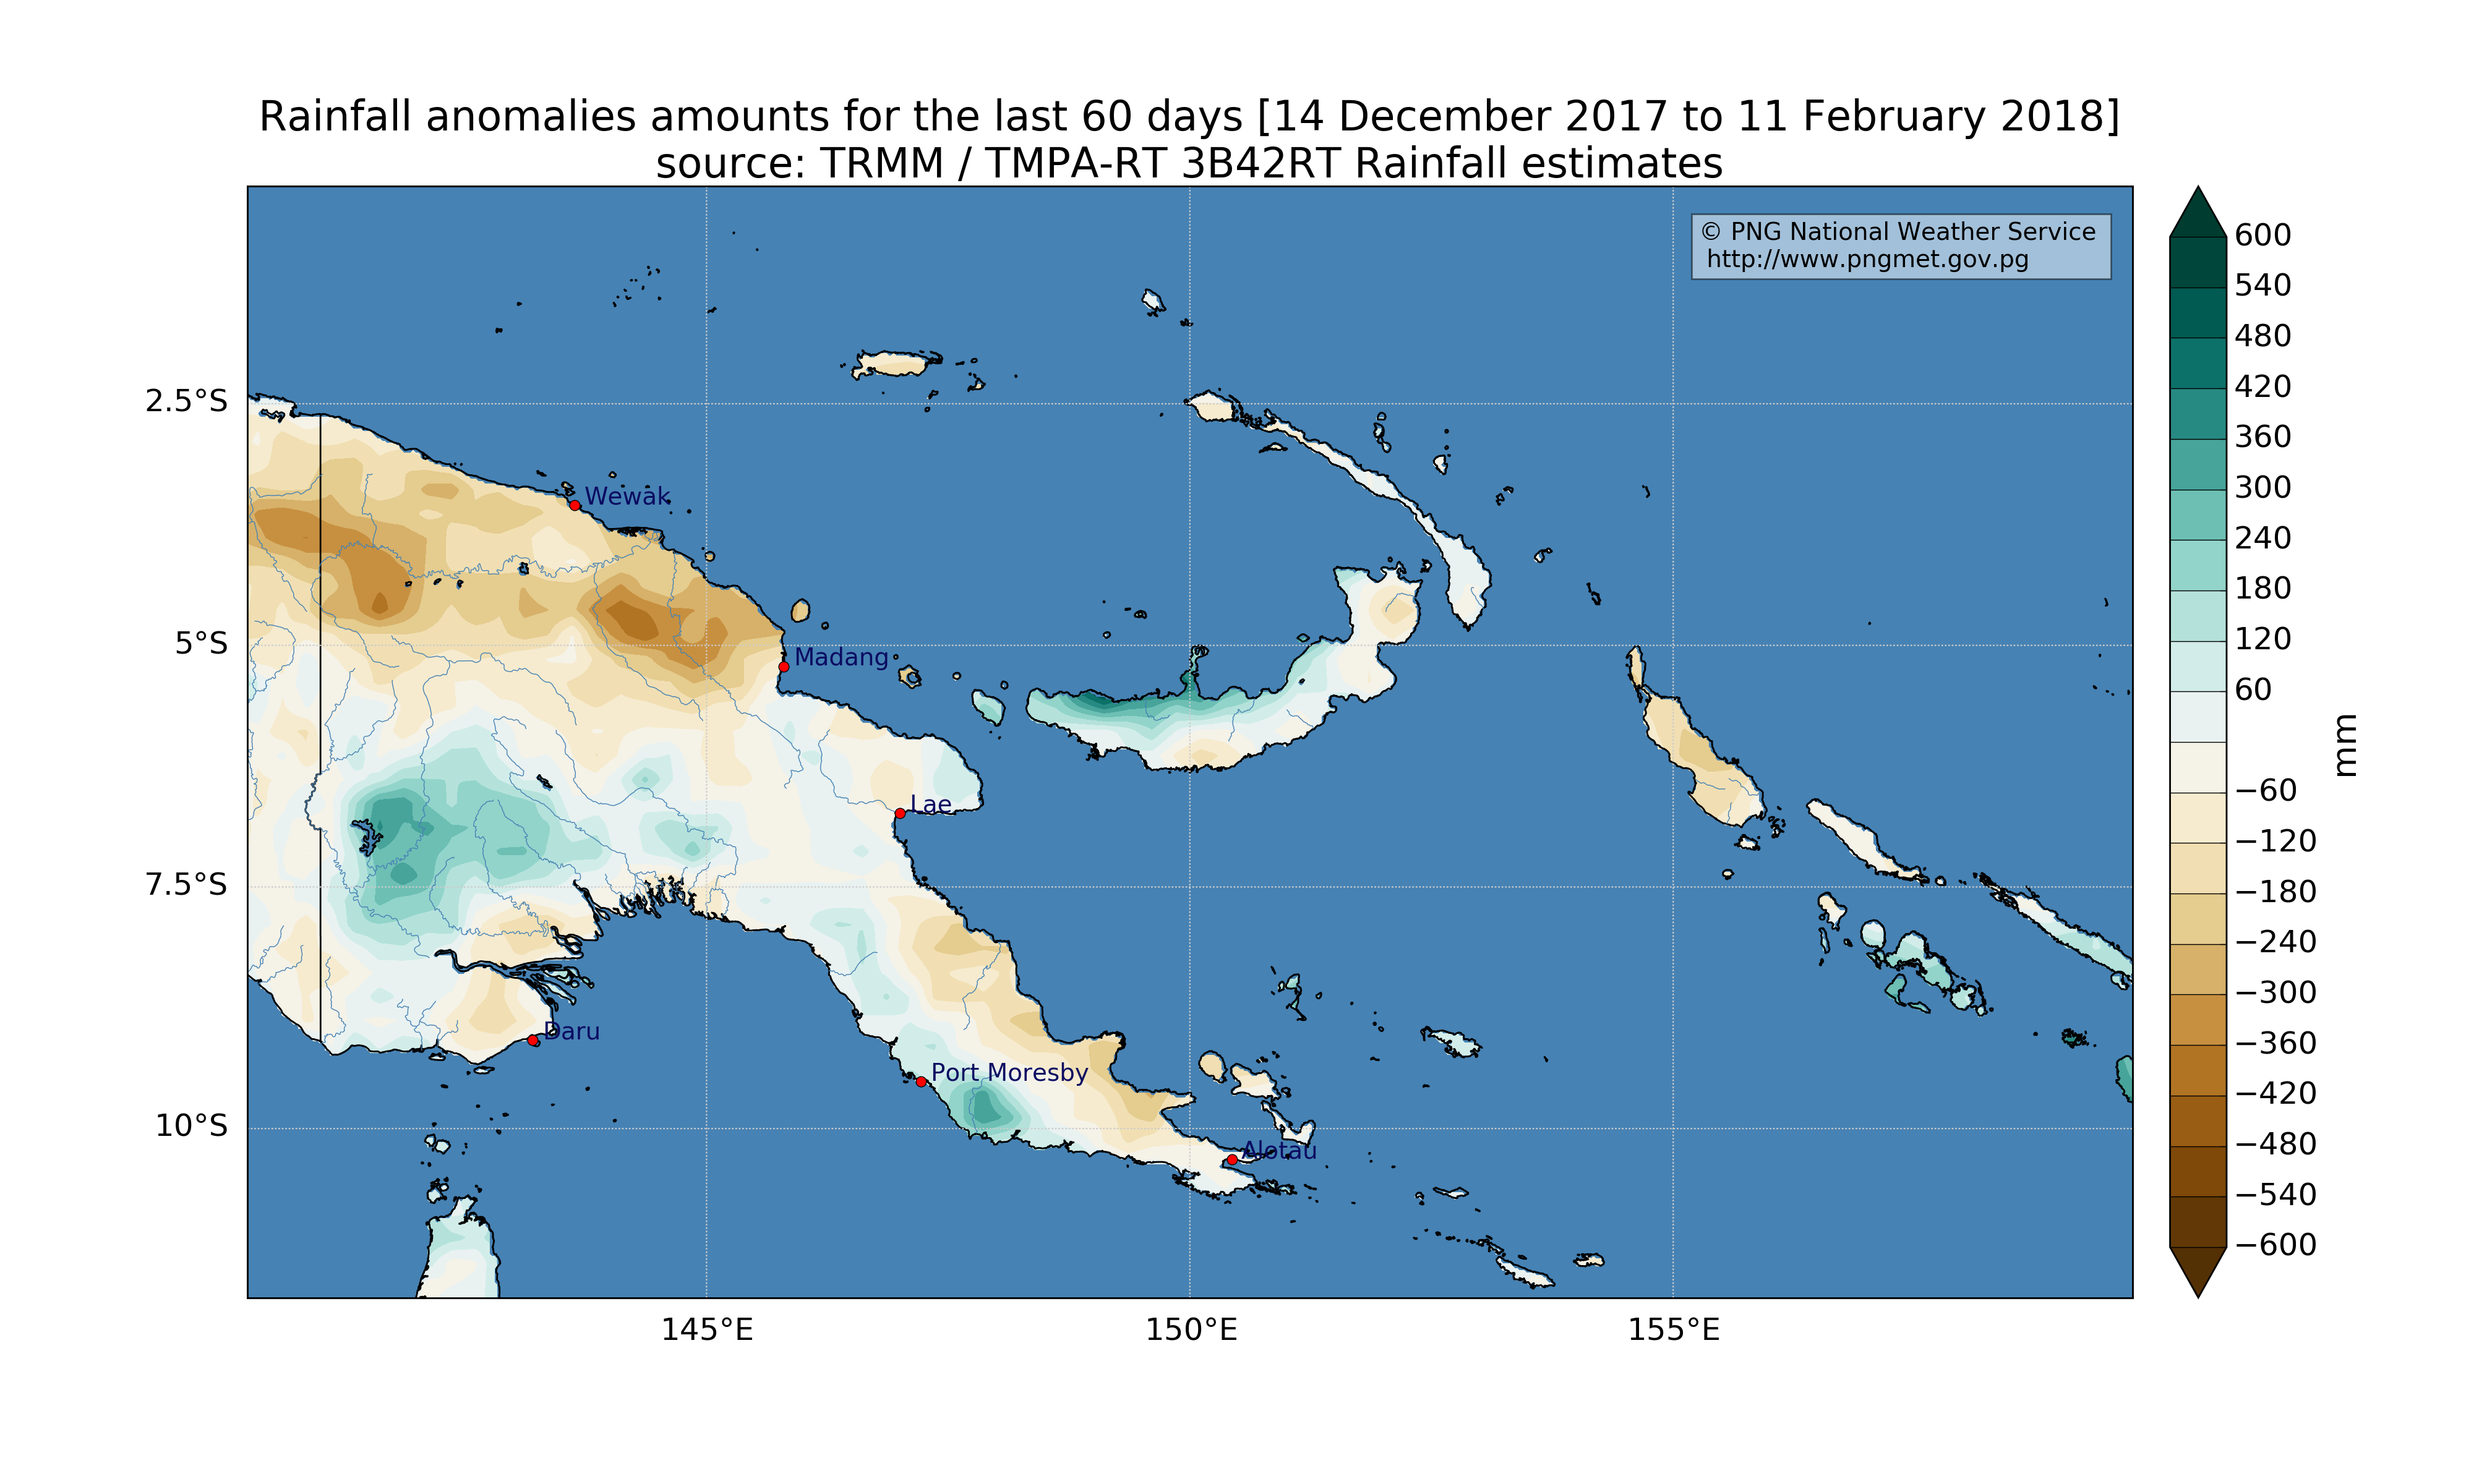 Rainfall anomalies amounts for the last 60 days [14 December 2017 to 11 February 2018]
source: TRMM / TMPA-RT 3B42RT Rainfall estimates
© PNG National Weather Service
http://www.pngmet.gov.pg
2.5°S
5°S
7.5°S
10°S
Wewak
Madang
Lae
Daru
Port Moresby
Alotau
145°E
150°E
155°E
600
540
480
420
360
300
240
180
120
60
−60
−120
−180
−240
−300
−360
−420
−480
−540
−600
mm